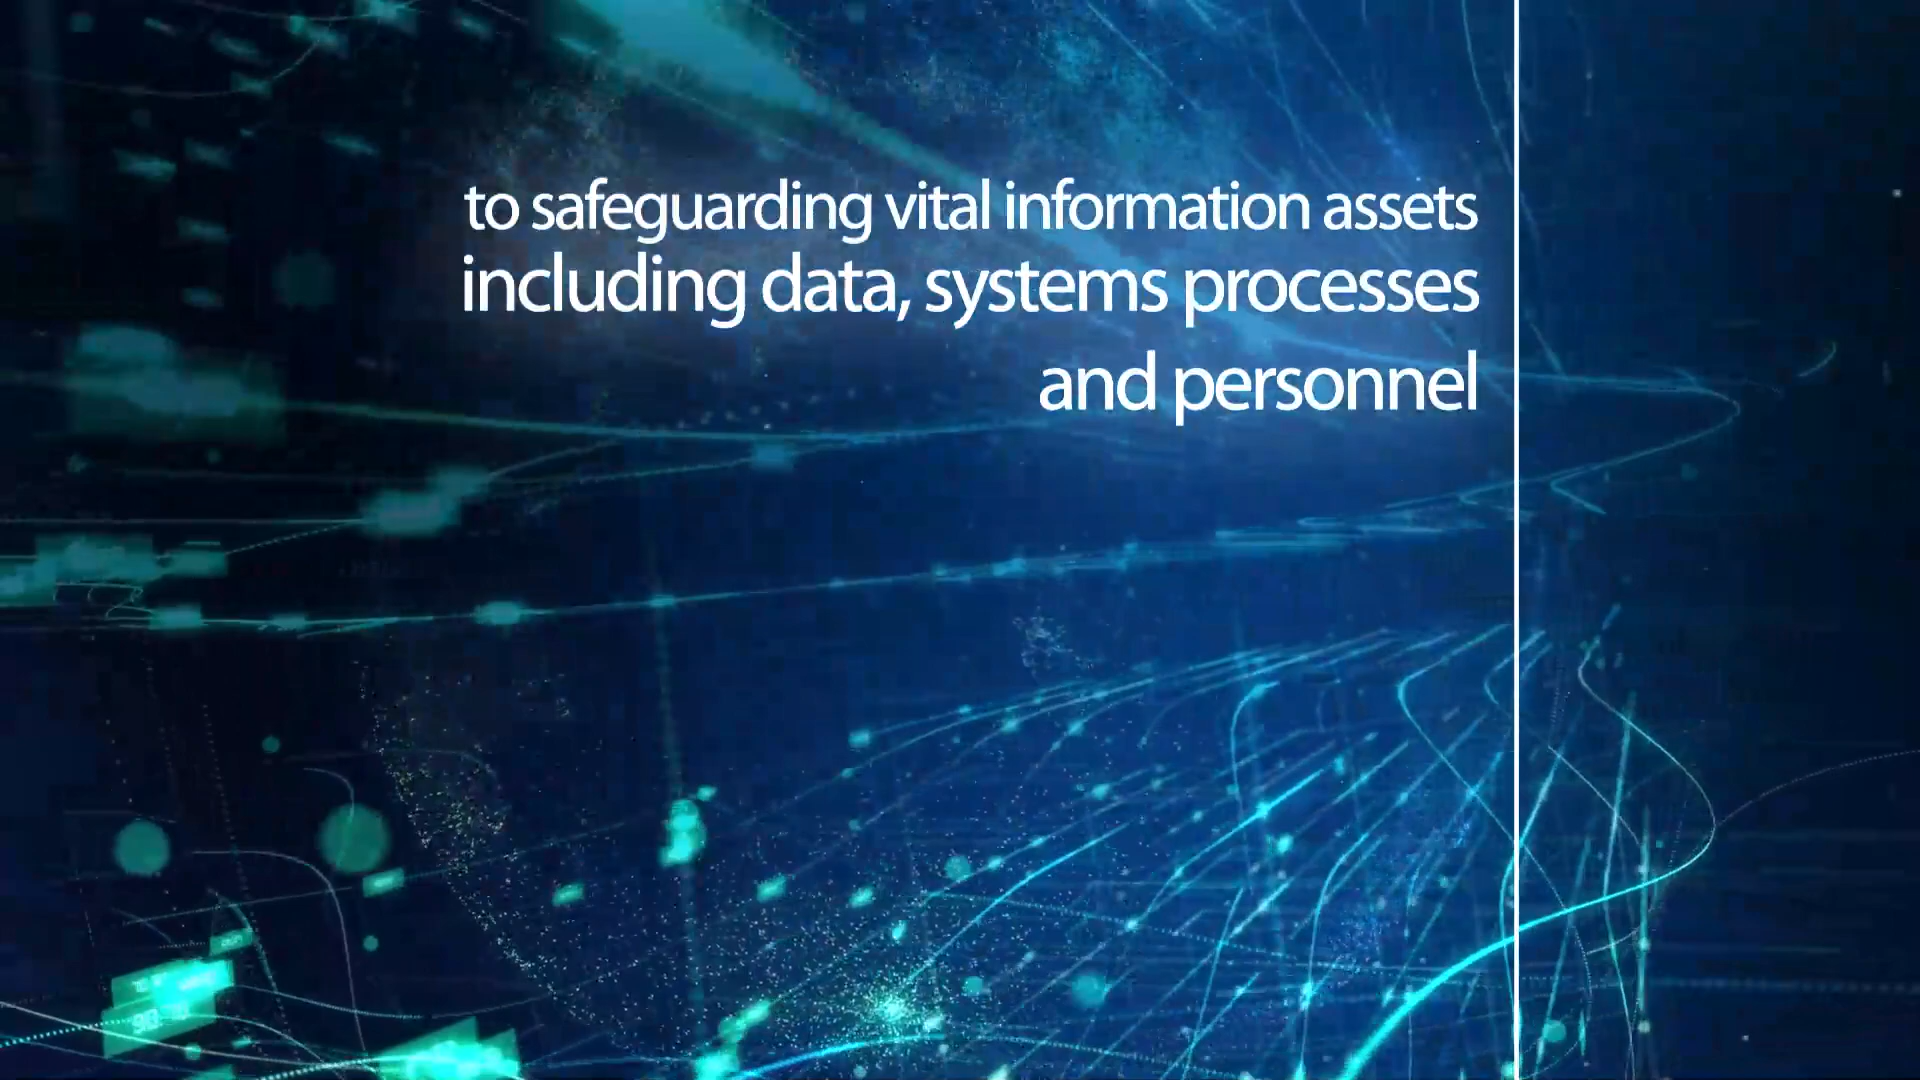 to safeguarding vital information assets
including data, systems processes
and personnel